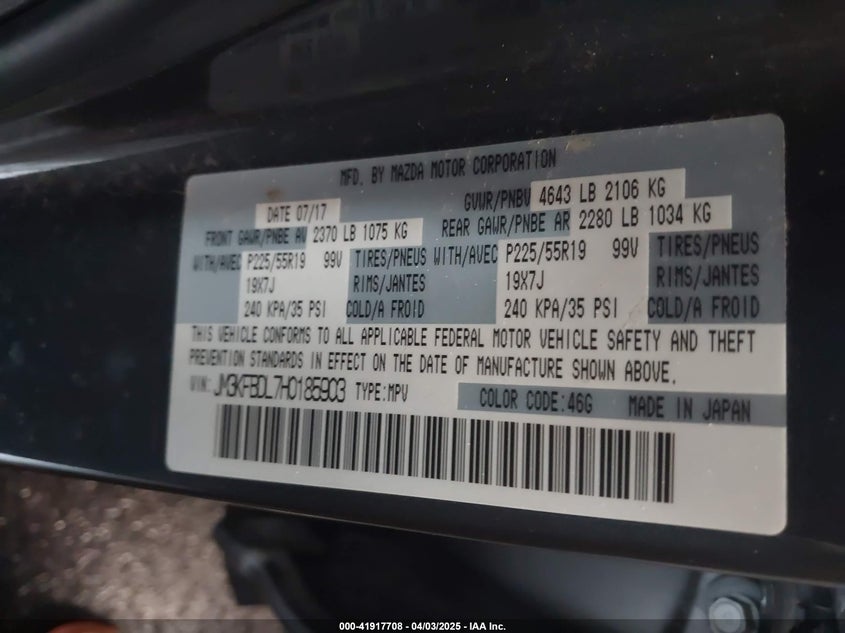 MFD. BY MAZDA MOTOR CORPORATION
DATE 07/17 GVWR/PNBV 4643 LB 2106 KG
FRONT GAWR/PNBE AV 2370 LB 1075 KG REAR GAWR/PNBE AR 2280 LB 1034 KG
WITH/AVEC P225/55R19 99V TIRES/PNEUS WITH/AVEC P225/55R19 99V TIRES/PNEUS
19X7J RIMS/JANTES 19X7J RIMS/JANTES
240 KPA/35 PSI COLD/A FROID 240 KPA/35 PSI COLD/A FROID
THIS VEHICLE CONFORMS TO ALL APPLICABLE FEDERAL MOTOR VEHICLE SAFETY AND THEFT
PREVENTION STANDARDS IN EFFECT ON THE DATE OF MANUFACTURE SHOWN ABOVE.
VIN: JM3KFBDL7H0185903 TYPE:MPV COLOR CODE:46G MADE IN JAPAN
000-41917708 - 04/03/2025 - IAA Inc.